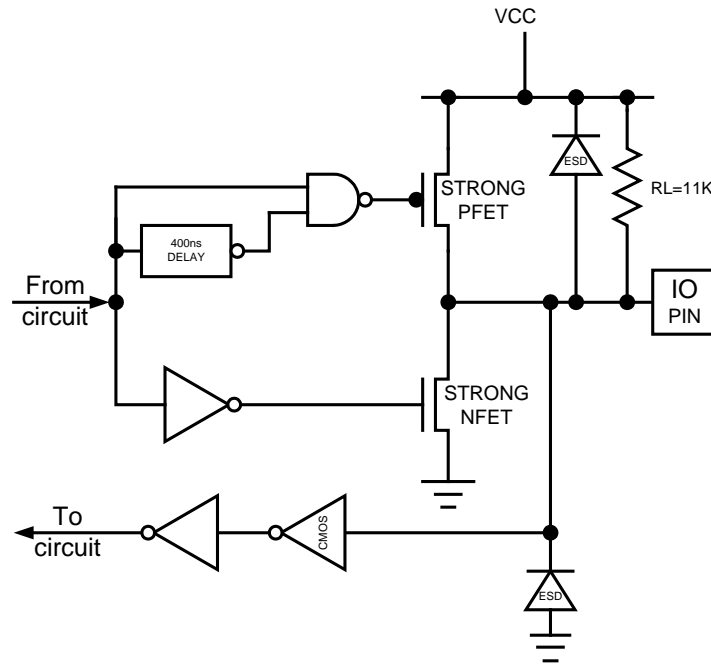 VCC
ESD
RL=11K
STRONG
PFET
400ns
DELAY
From
circuit
IO
PIN
STRONG
NFET
To
circuit
CMOS
ESD